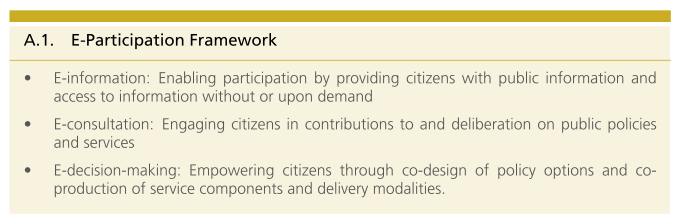 A.1. E-Participation Framework
• E-information: Enabling participation by providing citizens with public information and
access to information without or upon demand
• E-consultation: Engaging citizens in contributions to and deliberation on public policies
and services
• E-decision-making: Empowering citizens through co-design of policy options and co-
production of service components and delivery modalities.